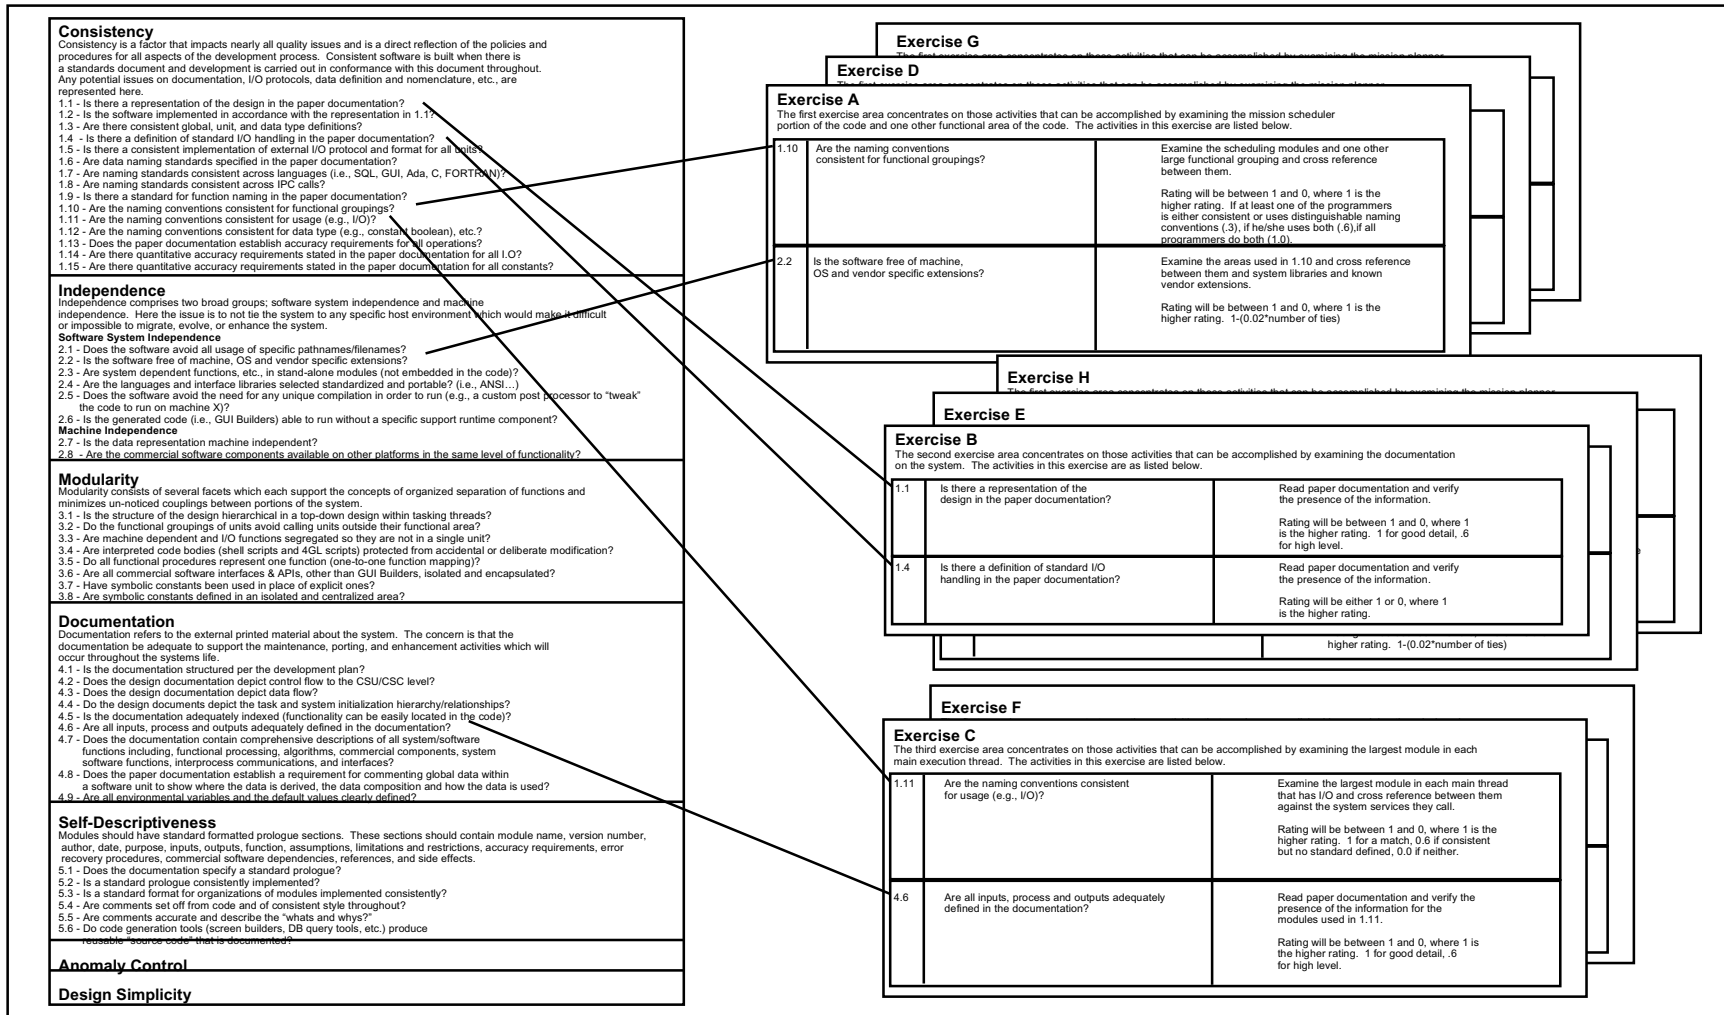 Consistency
Consistency is a factor that impacts nearly all quality issues and is a direct reflection of the policies and
procedures for all aspects of the development process. Consistent software is built when there is
a standards document and development is carried out in conformance with this document throughout.
Any potential issues on documentation, I/O protocols, data definition and nomenclature, etc., are
represented here.
1.1 - Is there a representation of the design in the paper documentation?
1.2 - Is the software implemented in accordance with the representation in 1.1?
1.3 - Are there consistent global, unit, and data type definitions?
1.4 - Is there a definition of standard I/O handling in the paper documentation?
1.5 - Is there a consistent implementation of external I/O protocol and format for all units?
1.6 - Are data naming standards specified in the paper documentation?
1.7 - Are naming standards consistent across languages (i.e., SQL, GUI, Ada, C, FORTRAN)?
1.8 - Are naming standards consistent across IPC calls?
1.9 - Is there a standard for function naming in the paper documentation?
1.10 - Are the naming conventions consistent for functional groupings?
1.11 - Are the naming conventions consistent for usage (e.g., I/O)?
1.12 - Are the naming conventions consistent for data type (e.g., constant boolean), etc.?
1.13 - Does the paper documentation establish accuracy requirements for all operations?
1.14 - Are there quantitative accuracy requirements stated in the paper documentation for all I.O?
1.15 - Are there quantitative accuracy requirements stated in the paper documentation for all constants?
Independence
Independence comprises two broad groups; software system independence and machine
independence. Here the issue is to not tie the system to any specific host environment which would make it difficult
or impossible to migrate, evolve, or enhance the system.
Software System Independence
2.1 - Does the software avoid all usage of specific pathnames/filenames?
2.2 - Is the software free of machine, OS and vendor specific extensions?
2.3 - Are system dependent functions, etc., in stand-alone modules (not embedded in the code)?
2.4 - Are the languages and interface libraries selected standardized and portable? (i.e., ANSI…)
2.5 - Does the software avoid the need for any unique compilation in order to run (e.g., a custom post processor to “tweak”
the code to run on machine X)?
2.6 - Is the generated code (i.e., GUI Builders) able to run without a specific support runtime component?
Machine Independence
2.7 - Is the data representation machine independent?
2.8 - Are the commercial software components available on other platforms in the same level of functionality?
Modularity
Modularity consists of several facets which each support the concepts of organized separation of functions and
minimizes un-noticed couplings between portions of the system.
3.1 - Is the structure of the design hierarchical in a top-down design within tasking threads?
3.2 - Do the functional groupings of units avoid calling units outside their functional area?
3.3 - Are machine dependent and I/O functions segregated so they are not in a single unit?
3.4 - Are interpreted code bodies (shell scripts and 4GL scripts) protected from accidental or deliberate modification?
3.5 - Do all functional procedures represent one function (one-to-one function mapping)?
3.6 - Are all commercial software interfaces & APIs, other than GUI Builders, isolated and encapsulated?
3.7 - Have symbolic constants been used in place of explicit ones?
3.8 - Are symbolic constants defined in an isolated and centralized area?
Documentation
Documentation refers to the external printed material about the system. The concern is that the
documentation be adequate to support the maintenance, porting, and enhancement activities which will
occur throughout the systems life.
4.1 - Is the documentation structured per the development plan?
4.2 - Does the design documentation depict control flow to the CSU/CSC level?
4.3 - Does the design documentation depict data flow?
4.4 - Do the design documents depict the task and system initialization hierarchy/relationships?
4.5 - Is the documentation adequately indexed (functionality can be easily located in the code)?
4.6 - Are all inputs, process and outputs adequately defined in the documentation?
4.7 - Does the documentation contain comprehensive descriptions of all system/software
functions including, functional processing, algorithms, commercial components, system
software functions, interprocess communications, and interfaces?
4.8 - Does the paper documentation establish a requirement for commenting global data within
a software unit to show where the data is derived, the data composition and how the data is used?
4.9 - Are all environmental variables and the default values clearly defined?
Self-Descriptiveness
Modules should have standard formatted prologue sections. These sections should contain module name, version number,
author, date, purpose, inputs, outputs, function, assumptions, limitations and restrictions, accuracy requirements, error
recovery procedures, commercial software dependencies, references, and side effects.
5.1 - Does the documentation specify a standard prologue?
5.2 - Is a standard prologue consistently implemented?
5.3 - Is a standard format for organizations of modules implemented consistently?
5.4 - Are comments set off from code and of consistent style throughout?
5.5 - Are comments accurate and describe the “whats and whys?”
5.6 - Do code generation tools (screen builders, DB query tools, etc.) produce
reusable “source code” that is documented?
Anomaly Control
Design Simplicity
Exercise G
The first exercise area concentrates on those activities that can be accomplished by examining the mission planner
Exercise D
The first exercise area concentrates on those activities that can be accomplished by examining the mission planner
Exercise A
The first exercise area concentrates on those activities that can be accomplished by examining the mission scheduler
portion of the code and one other functional area of the code. The activities in this exercise are listed below.
1.10
Are the naming conventions
consistent for functional groupings?
Examine the scheduling modules and one other
large functional grouping and cross reference
between them.
Rating will be between 1 and 0, where 1 is the
higher rating. If at least one of the programmers
is either consistent or uses distinguishable naming
conventions (.3), if he/she uses both (.6),if all
programmers do both (1.0).
2.2
Is the software free of machine,
OS and vendor specific extensions?
Examine the areas used in 1.10 and cross reference
between them and system libraries and known
vendor extensions.
Rating will be between 1 and 0, where 1 is the
higher rating. 1-(0.02*number of ties)
Exercise H
The first exercise area concentrates on those activities that can be accomplished by examining the mission planner
Exercise E
Exercise B
The second exercise area concentrates on those activities that can be accomplished by examining the documentation
on the system. The activities in this exercise are as listed below.
1.1
Is there a representation of the
design in the paper documentation?
Read paper documentation and verify
the presence of the information.
Rating will be between 1 and 0, where 1
is the higher rating. 1 for good detail, .6
for high level.
1.4
Is there a definition of standard I/O
handling in the paper documentation?
Read paper documentation and verify
the presence of the information.
Rating will be either 1 or 0, where 1
is the higher rating.
higher rating. 1-(0.02*number of ties)
Exercise F
Exercise C
The third exercise area concentrates on those activities that can be accomplished by examining the largest module in each
main execution thread. The activities in this exercise are listed below.
1.11
Are the naming conventions consistent
for usage (e.g., I/O)?
Examine the largest module in each main thread
that has I/O and cross reference between them
against the system services they call.
Rating will be between 1 and 0, where 1 is the
higher rating. 1 for a match, 0.6 if consistent
but no standard defined, 0.0 if neither.
4.6
Are all inputs, process and outputs adequately
defined in the documentation?
Read paper documentation and verify the
presence of the information for the
modules used in 1.11.
Rating will be between 1 and 0, where 1 is
the higher rating. 1 for good detail, .6
for high level.